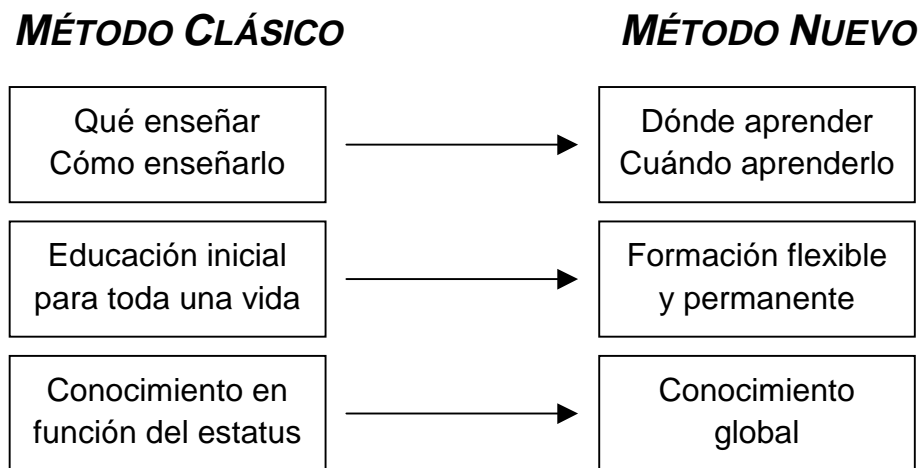 MÉTODO CLÁSICO
MÉTODO NUEVO
Qué enseñar
Cómo enseñarlo
Dónde aprender
Cuándo aprenderlo
Educación inicial
para toda una vida
Formación flexible
y permanente
Conocimiento en
función del estatus
Conocimiento
global